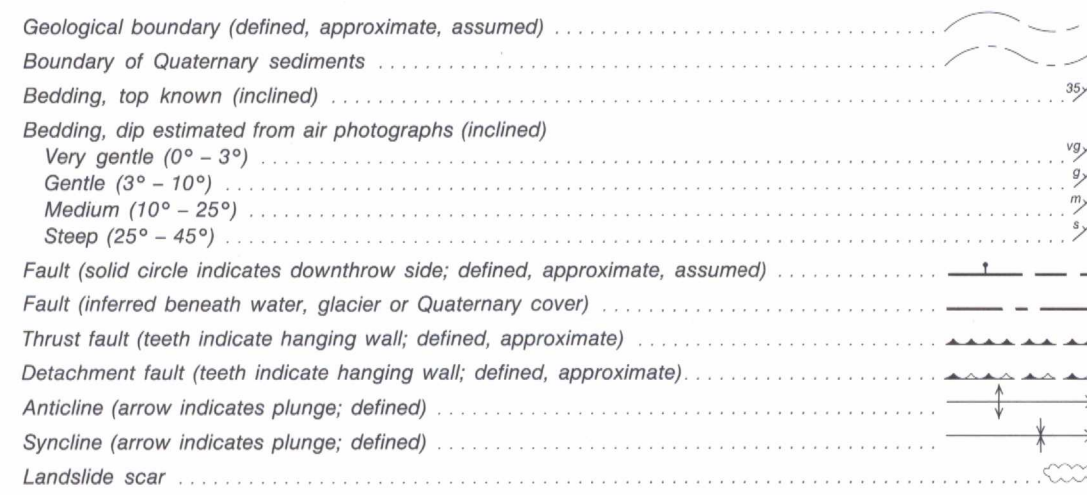 Geological boundary (defined, approximate, assumed)
Boundary of Quaternary sediments
Bedding, top known (inclined) 35
Bedding, dip estimated from air photographs (inclined)
Very gentle (0° – 3°) vg
Gentle (3° – 10°) g
Medium (10° – 25°) m
Steep (25° – 45°) s
Fault (solid circle indicates downthrow side; defined, approximate, assumed)
Fault (inferred beneath water, glacier or Quaternary cover)
Thrust fault (teeth indicate hanging wall; defined, approximate)
Detachment fault (teeth indicate hanging wall; defined, approximate)
Anticline (arrow indicates plunge; defined)
Syncline (arrow indicates plunge; defined)
Landslide scar